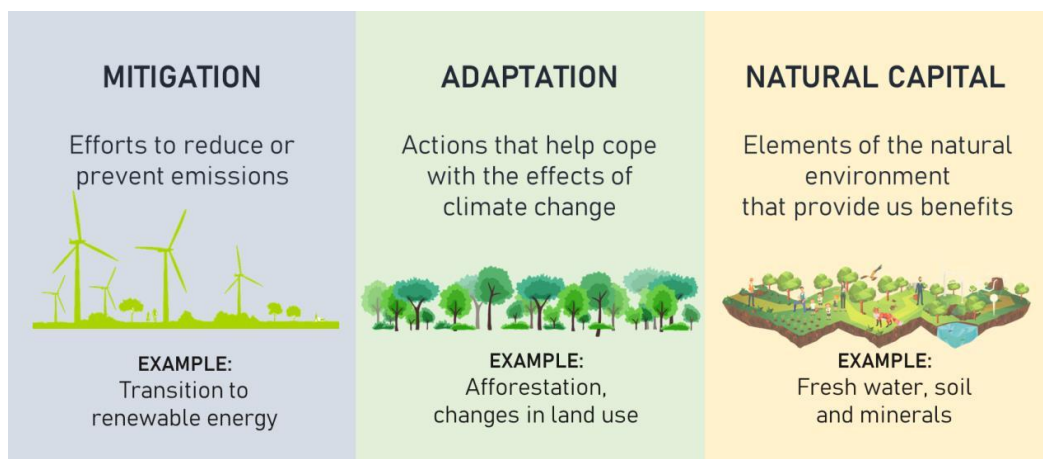 MITIGATION
Efforts to reduce or
prevent emissions
EXAMPLE:
Transition to
renewable energy
ADAPTATION
Actions that help cope
with the effects of
climate change
EXAMPLE:
Afforestation,
changes in land use
NATURAL CAPITAL
Elements of the natural
environment
that provide us benefits
EXAMPLE:
Fresh water, soil
and minerals